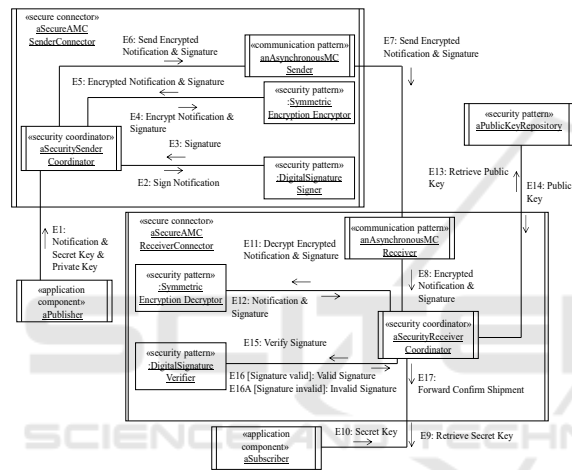 «secure connector»
aSecureAMC
SenderConnector
E6: Send Encrypted
Notification & Signature
«communication pattern»
anAsynchronousMC
Sender
E7: Send Encrypted
Notification & Signature
E5: Encrypted Notification & Signature
E4: Encrypt Notification &
Signature
«security pattern»
:Symmetric
Encryption Encryptor
«security pattern»
aPublicKeyRepository
E3: Signature
«security coordinator»
aSecuritySender
Coordinator
E2: Sign Notification
«security pattern»
:DigitalSignature
Signer
E13: Retrieve Public
Key
E14: Public
Key
E1:
Notification &
Secret Key &
Private Key
«secure connector»
aSecureAMC
ReceiverConnector
E11: Decrypt Encrypted
Notification & Signature
«communication pattern»
anAsynchronousMC
Receiver
«application
component»
aPublisher
«security pattern»
:Symmetric
Encryption Decryptor
E12: Notification &
Signature
E8: Encrypted
Notification &
Signature
E15: Verify Signature
«security coordinator»
aSecurityReceiver
Coordinator
«security pattern»
:DigitalSignature
Verifier
E16 [Signature valid]: Valid Signature
E16A [Signature invalid]: Invalid Signature
E17:
Forward Confirm Shipment
«application
component»
aSubscriber
E10: Secret Key
E9: Retrieve Secret Key